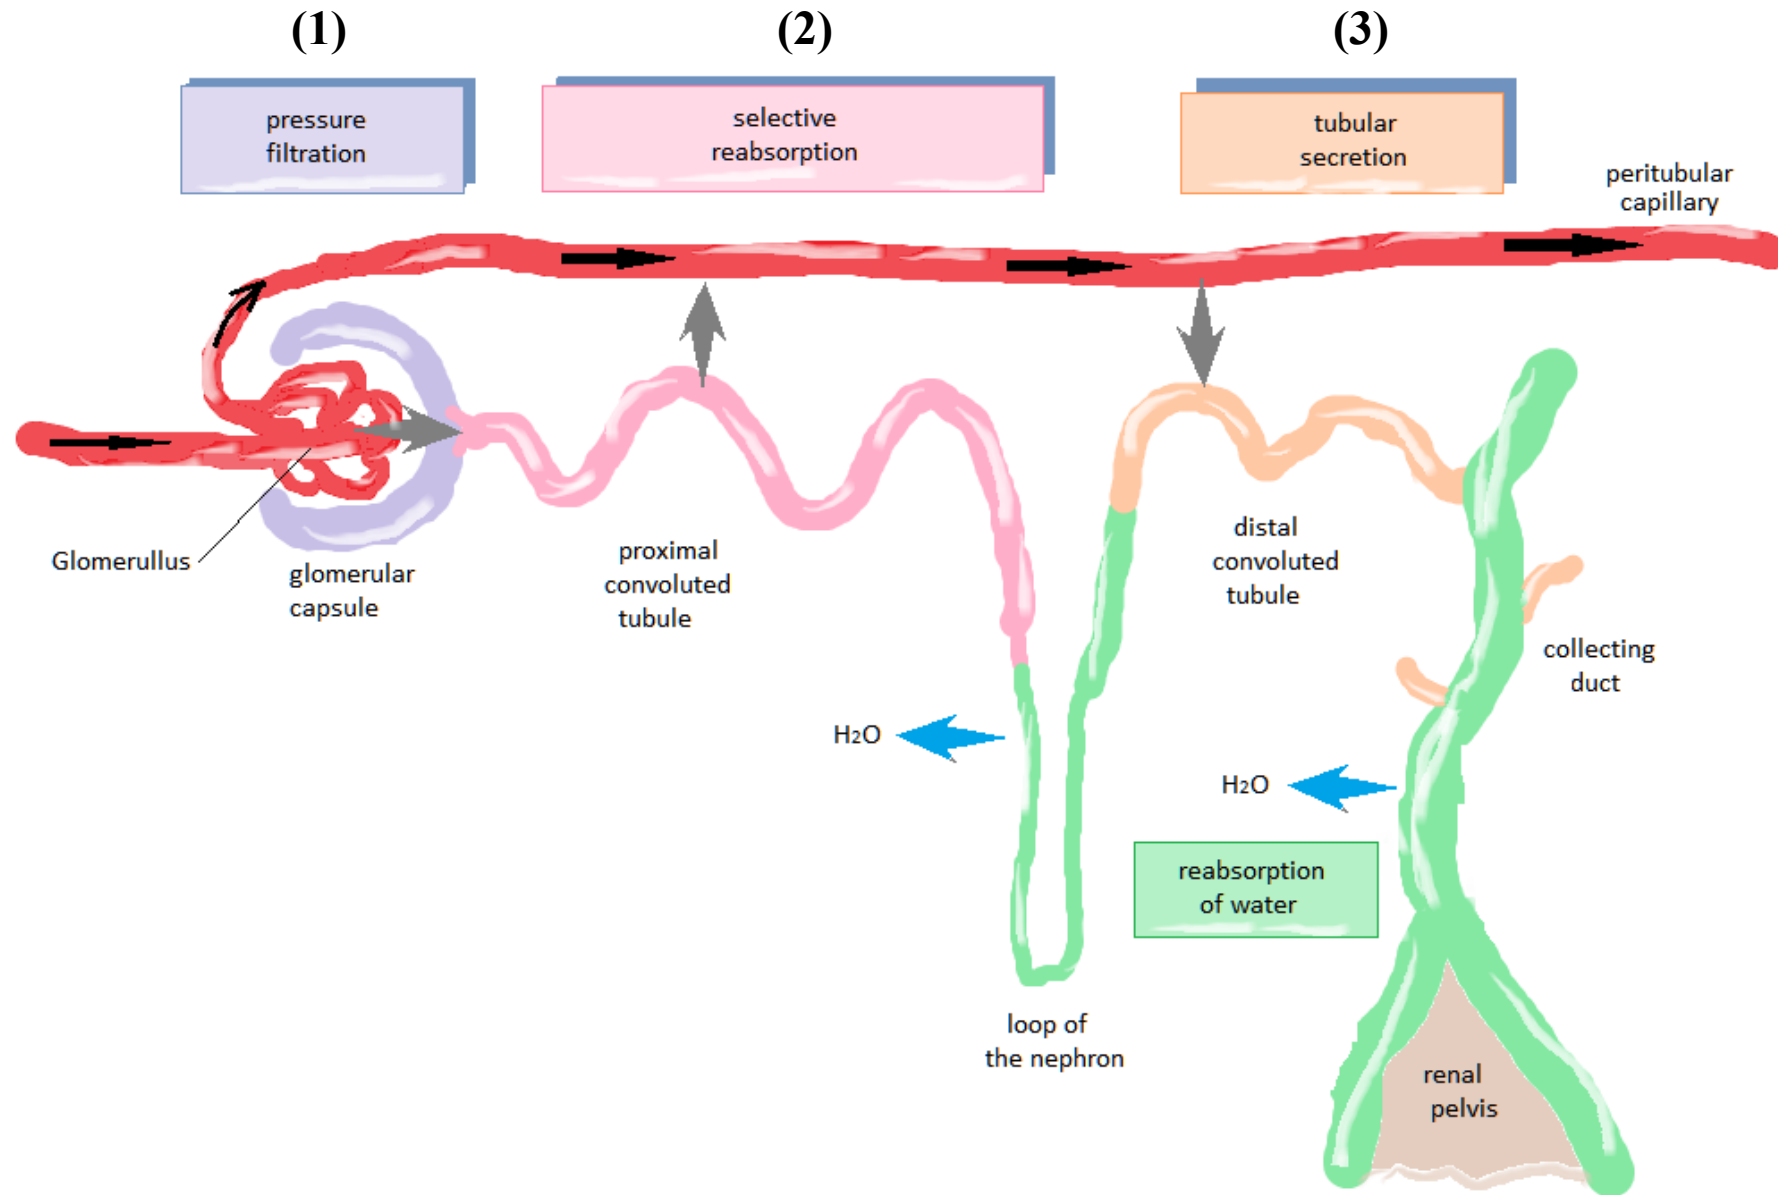 (1)
(2)
(3)
pressure
filtration
selective
reabsorption
tubular
secretion
peritubular
capillary
Glomerullus
glomerular
capsule
proximal
convoluted
tubule
distal
convoluted
tubule
collecting
duct
H₂O
H₂O
reabsorption
of water
loop of
the nephron
renal
pelvis